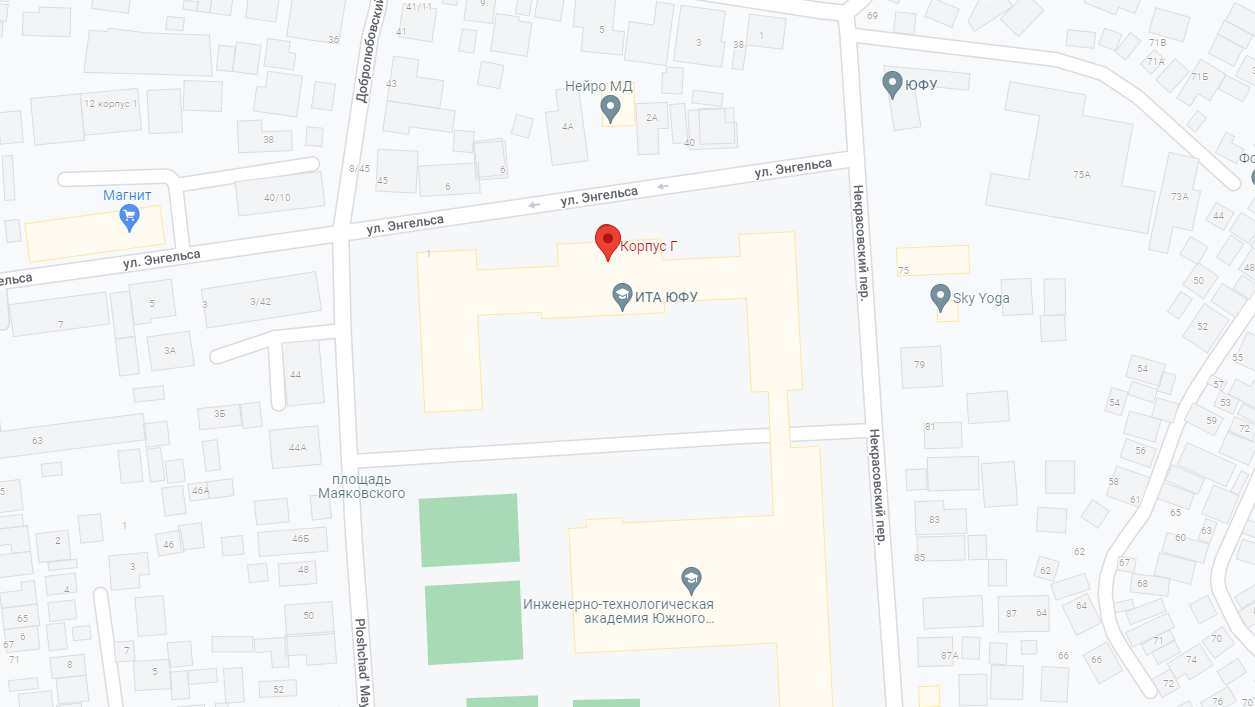 41/11
9
69
Добролюбовский
36
41
5
3
38
1
71В
71А
71Б
43
Нейро МД
ЮФУ
12 корпус 1
4А
2А
40
38
8/45
45
6
6
75А
73А
ул. Энгельса
ул. Энгельса
ул. Энгельса
Магнит
40/10
Некрасовский пер.
44
ул. Энгельса
1
Корпус Г
48
75
50
ИТА ЮФУ
Sky Yoga
5
3
3/42
7
52
3А
44
79
54
55
57
54
53
3Б
59
72
63
44А
81
56
площадь
Маяковского
58
61
46А
Некрасовский пер.
65
1
83
63
2
46
46Б
60
62
85
67
3
48
62
68
4
Инженерно-технологическая
академия Южного...
65
50
87
64
64
6
67
71
70
7
Ploshchad' May
71
8
87А
66
66
74
5
52
72
76
70